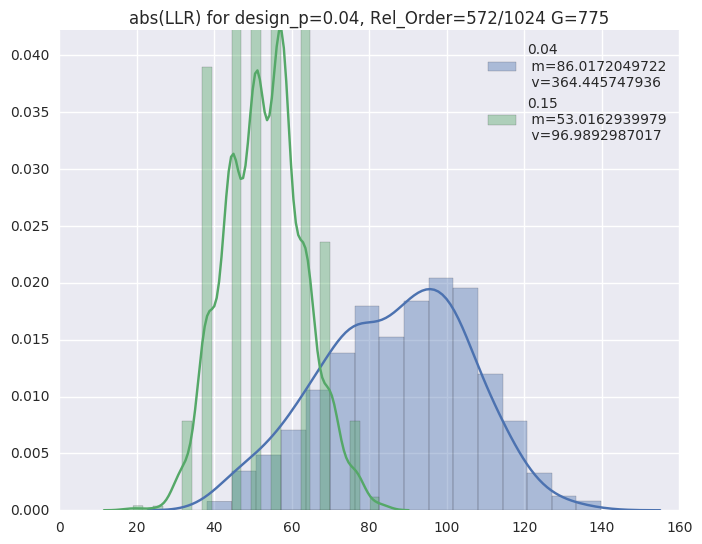 abs(LLR) for design_p=0.04, Rel_Order=572/1024 G=775
0.04
m=86.0172049722
v=364.445747936
0.15
m=53.0162939979
v=96.9892987017
0.040
0.035
0.030
0.025
0.020
0.015
0.010
0.005
0.000
0 20 40 60 80 100 120 140 160